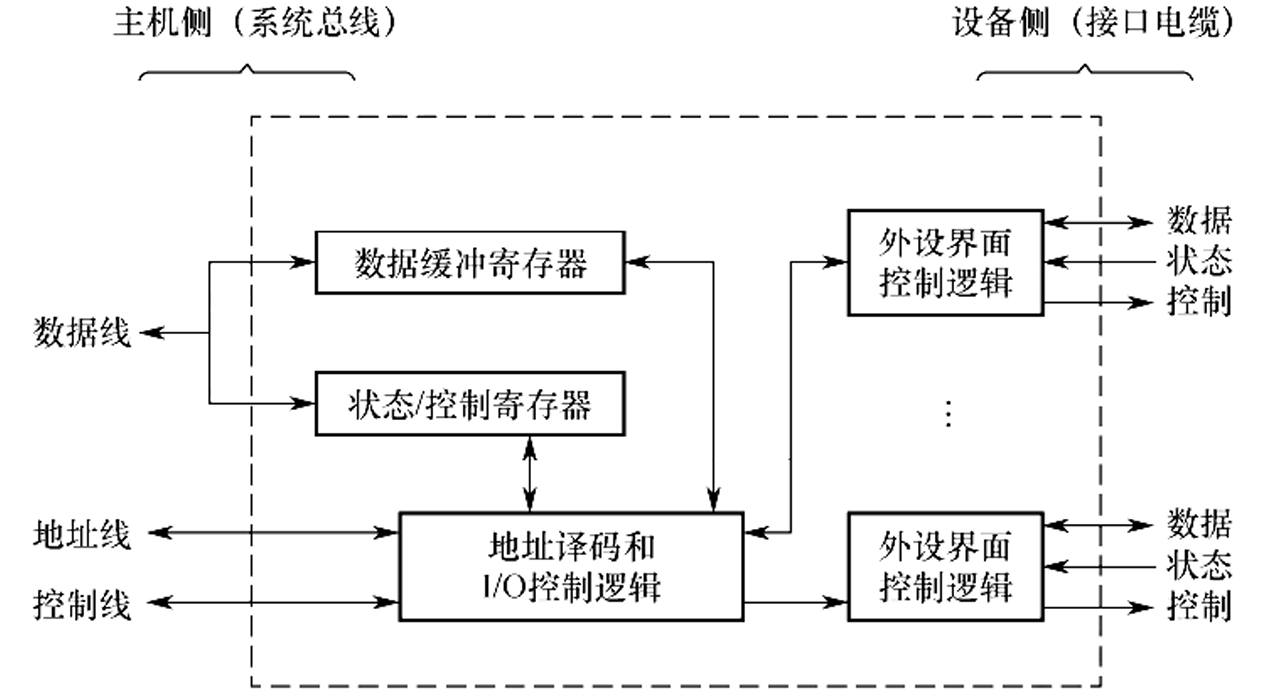 主机侧（系统总线）
设备侧（接口电缆）
数据缓冲寄存器
外设界面
控制逻辑
数据
状态
控制
数据线
状态/控制寄存器
⋮
地址线
控制线
地址译码和
I/O控制逻辑
外设界面
控制逻辑
数据
状态
控制